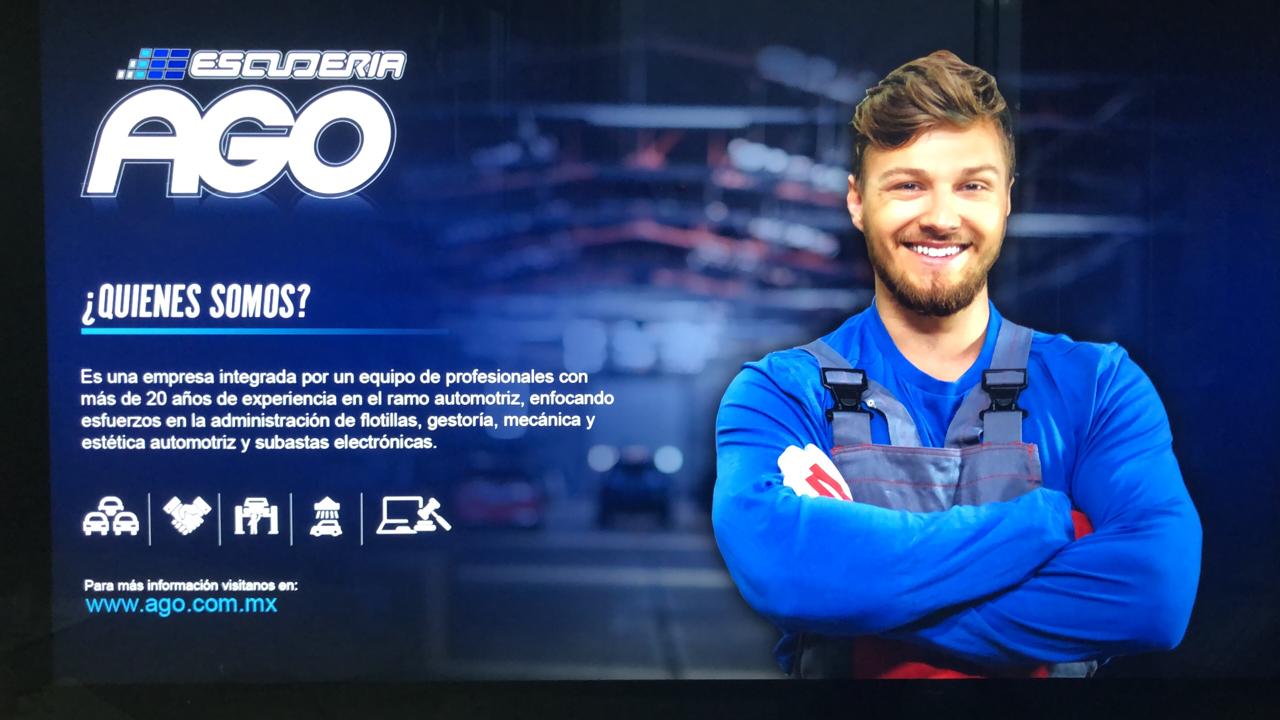 ESCUDERIA
AGO
¿QUIENES SOMOS?
Es una empresa integrada por un equipo de profesionales con
más de 20 años de experiencia en el ramo automotriz, enfocando
esfuerzos en la administración de flotillas, gestoría, mecánica y
estética automotriz y subastas electrónicas.
Para más información visitanos en:
www.ago.com.mx